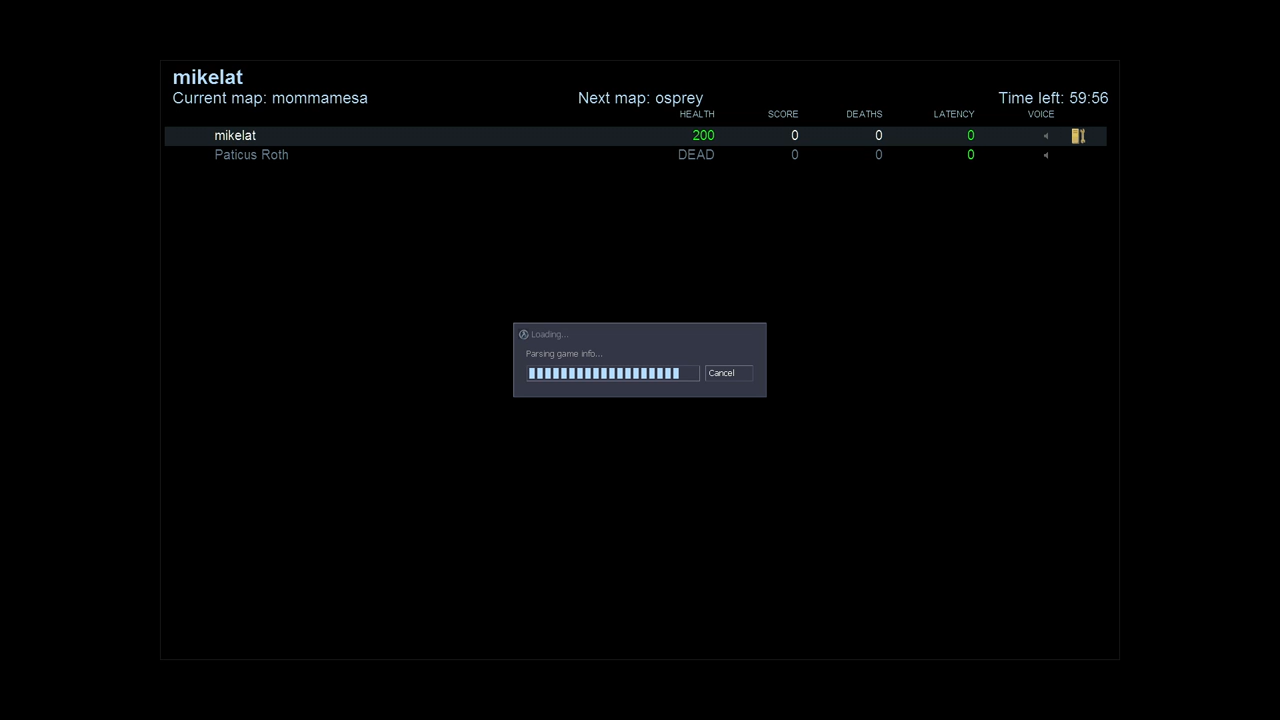 mikelat
Current map: mommamesa Next map: osprey Time left: 59:56
HEALTH SCORE DEATHS LATENCY VOICE
mikelat 200 0 0 0
Paticus Roth DEAD 0 0 0
Loading...
Parsing game info...
Cancel